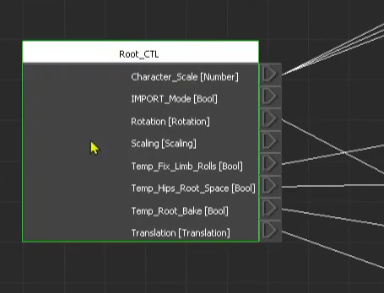 Root_CTL
Character_Scale [Number]
IMPORT_Mode [Bool]
Rotation [Rotation]
Scaling [Scaling]
Temp_Fix_Limb_Rolls [Bool]
Temp_Hips_Root_Space [Bool]
Temp_Root_Bake [Bool]
Translation [Translation]